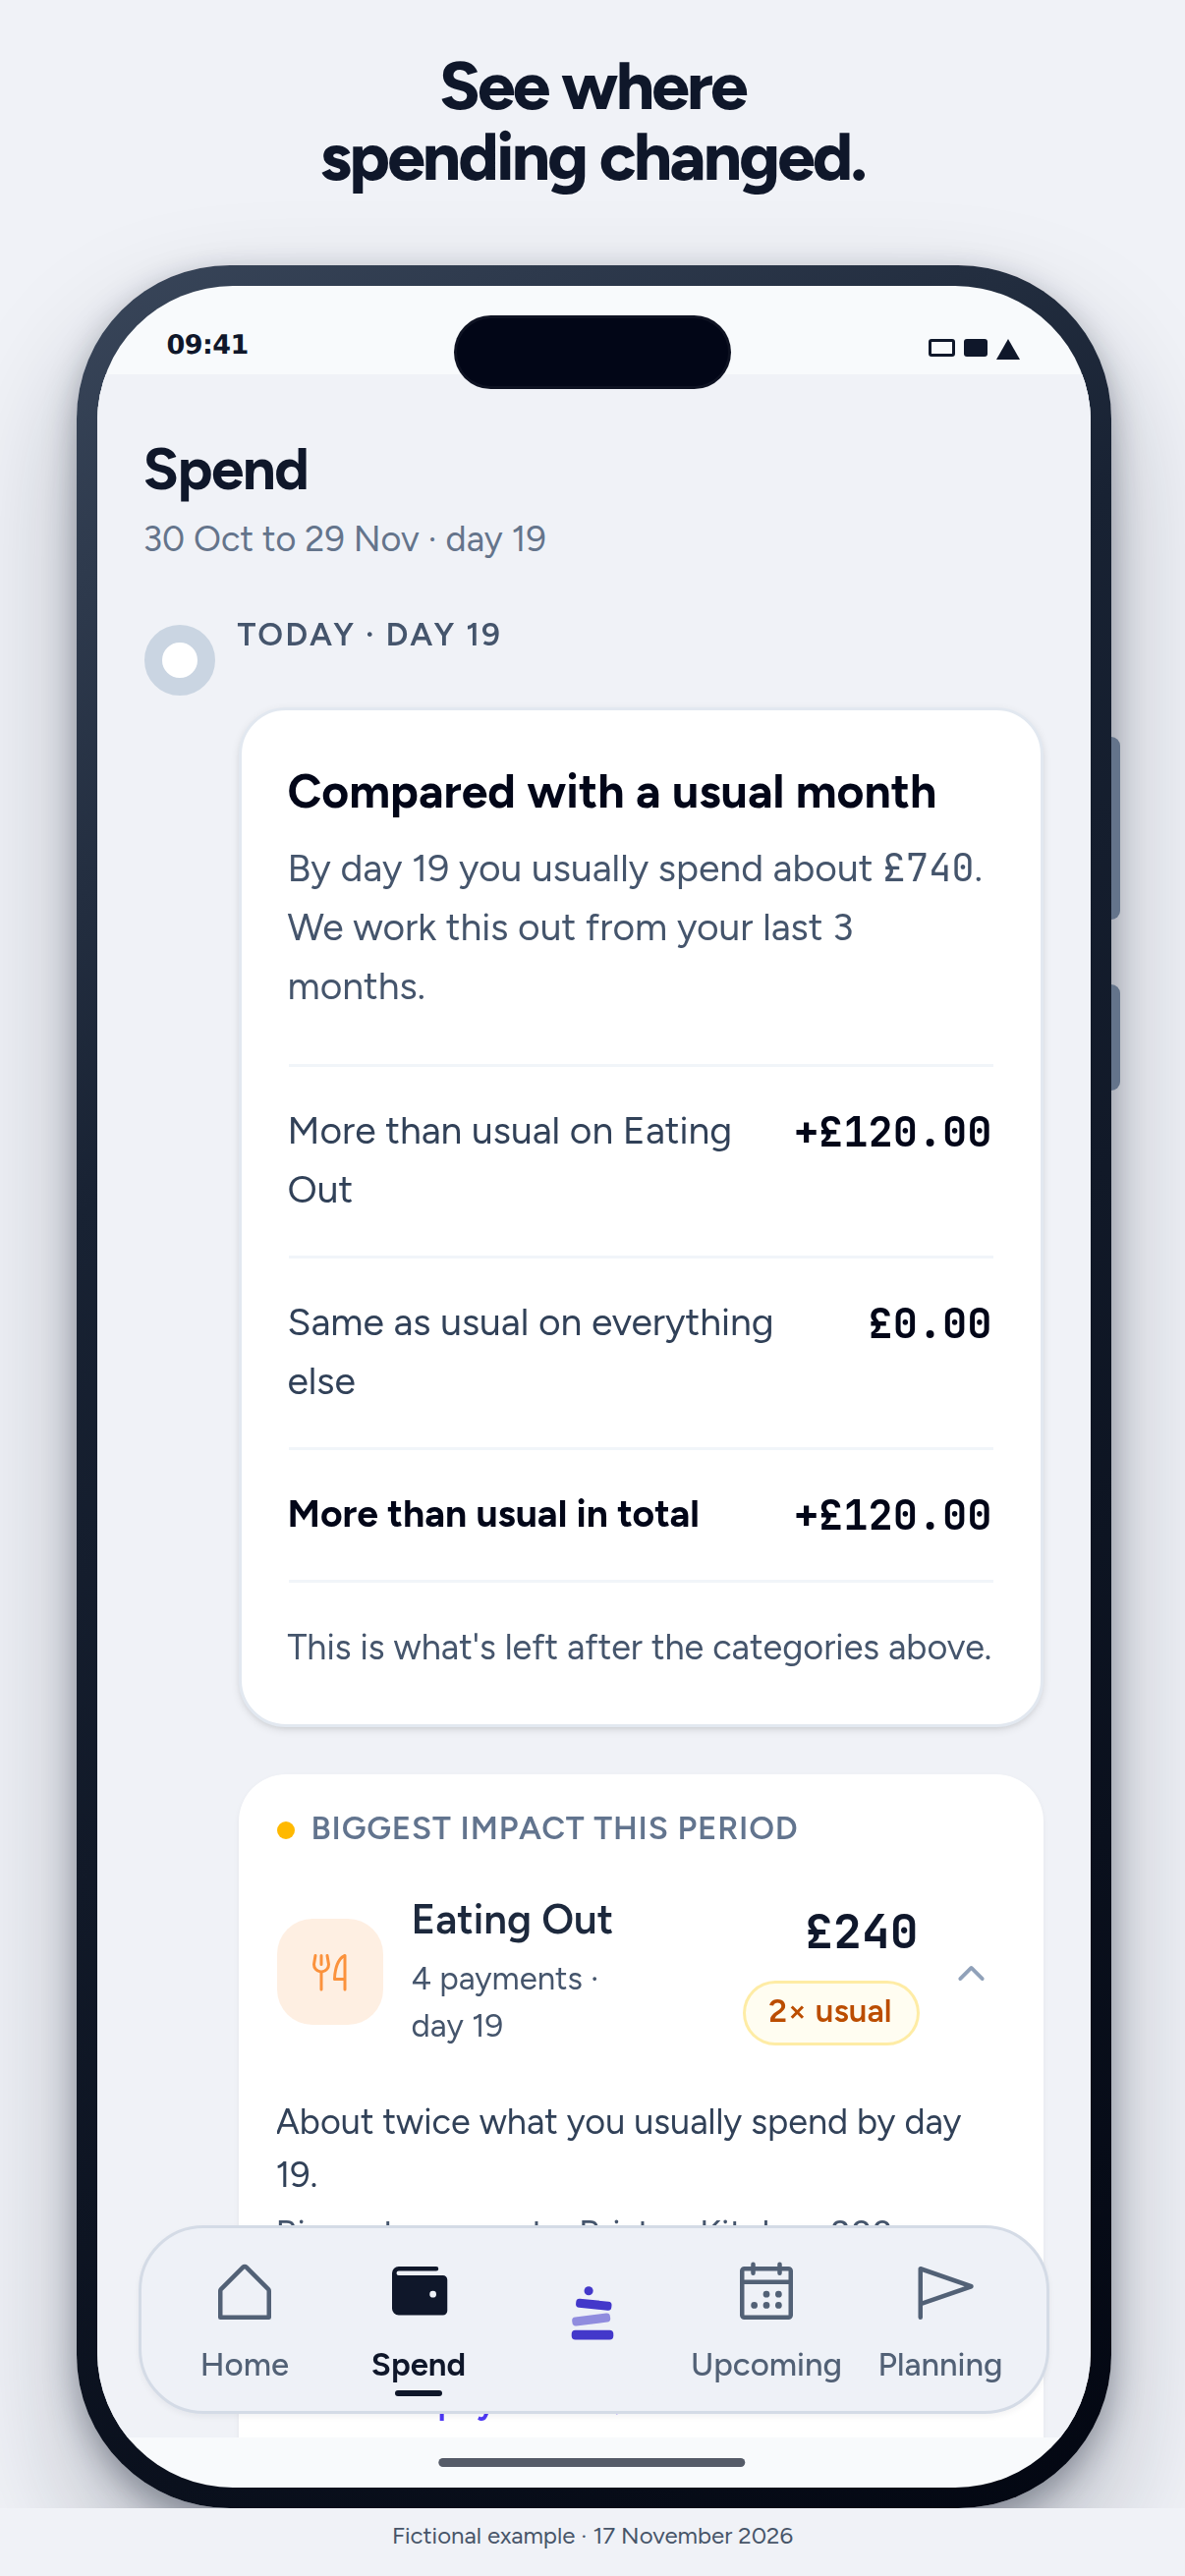 See where
spending changed.
09:41
Spend
30 Oct to 29 Nov · day 19
TODAY · DAY 19
Compared with a usual month
By day 19 you usually spend about £740.
We work this out from your last 3
months.
More than usual on Eating
Out
+£120.00
Same as usual on everything
else
£0.00
More than usual in total
+£120.00
This is what's left after the categories above.
BIGGEST IMPACT THIS PERIOD
Eating Out
4 payments ·
day 19
£240
2× usual
About twice what you usually spend by day
19.
Home
Spend
Upcoming
Planning
Fictional example · 17 November 2026